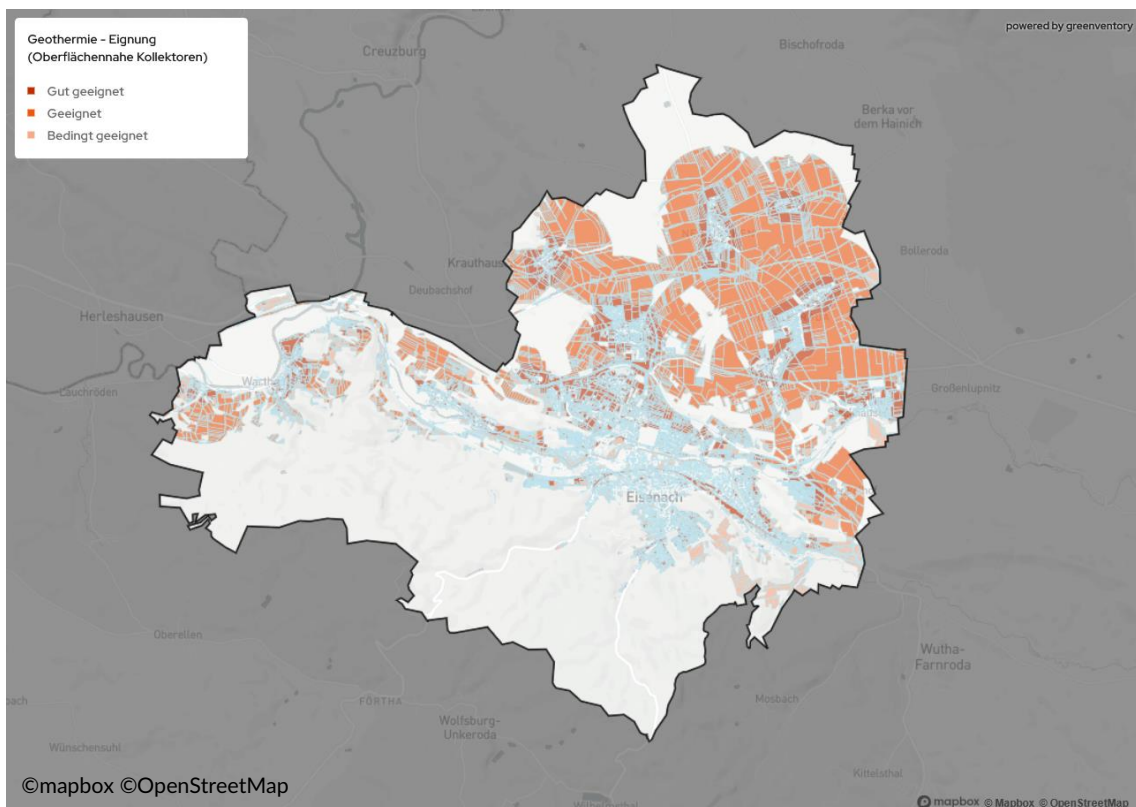 Geothermie - Eignung
(Oberflächennahe Kollektoren)
Gut geeignet
Geeignet
Bedingt geeignet
powered by greenventory
Creuzburg
Bischofroda
Berka vor
dem Hainich
Bolleroda
Krauthaus
Deubachshof
Herleshausen
Lauchröden
Wartha
Großenlupnitz
Eisenach
Oberellen
FÖRTHA
Wolfsburg-
Unkeroda
Mosbach
Wutha-
Farnroda
Wünschensuhl
Kittelsthal
©mapbox ©OpenStreetMap
mapbox © Mapbox © OpenStreetMap